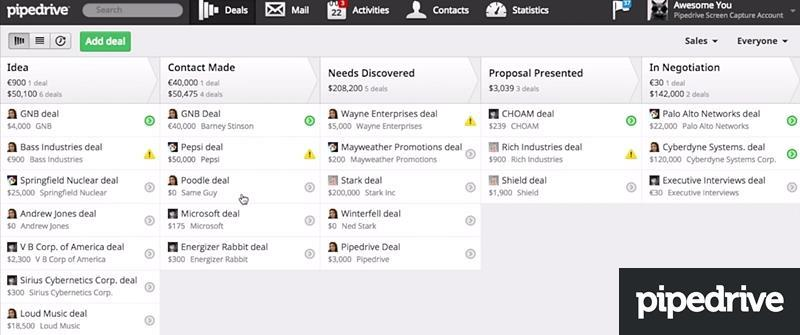 pipedrive
Search
Deals
Mail
22
3
Activities
Contacts
Statistics
37
Awesome You
Pipedrive Screen Capture Account
Add deal
Sales
Everyone
Idea
€900 1 deal
$50,100 6 deals
GNB deal
$4,000 GNB
Bass Industries deal
€900 Bass Industries
Springfield Nuclear deal
$25,000 Springfield Nuclear
Andrew Jones deal
$0 Andrew Jones
V B Corp. of America deal
$2,300 V B Corp. of America
Sirius Cybernetics Corp. deal
$300 Sirius Cybernetics Corp.
Loud Music deal
$18,500 Loud Music
Contact Made
€40,000 1 deal
$50,475 4 deals
GNB Deal
€40,000 Barney Stinson
Pepsi deal
$50,000 Pepsi
Poodle deal
$0 Same Guy
Microsoft deal
$175 Microsoft
Energizer Rabbit deal
$300 Energizer Rabbit
Needs Discovered
$208,200 5 deals
Wayne Enterprises deal
$5,000 Wayne Enterprises
Mayweather Promotions deal
$200 Mayweather Promotions
Stark deal
$200,000 Stark Inc
Winterfell deal
$0 Ned Stark
Pipedrive Deal
$3,000 Pipedrive
Proposal Presented
$3,039 3 deals
CHOAM deal
$239 CHOAM
Rich Industries deal
$900 Rich Industries
Shield deal
$1,900 Shield
In Negotiation
€30 1 deal
$142,000 2 deals
Palo Alto Networks deal
$22,000 Palo Alto Networks
Cyberdyne Systems. deal
$120,000 Cyberdyne Systems Corp.
Executive Interviews deal
€30 Executive Interviews
pipedrive